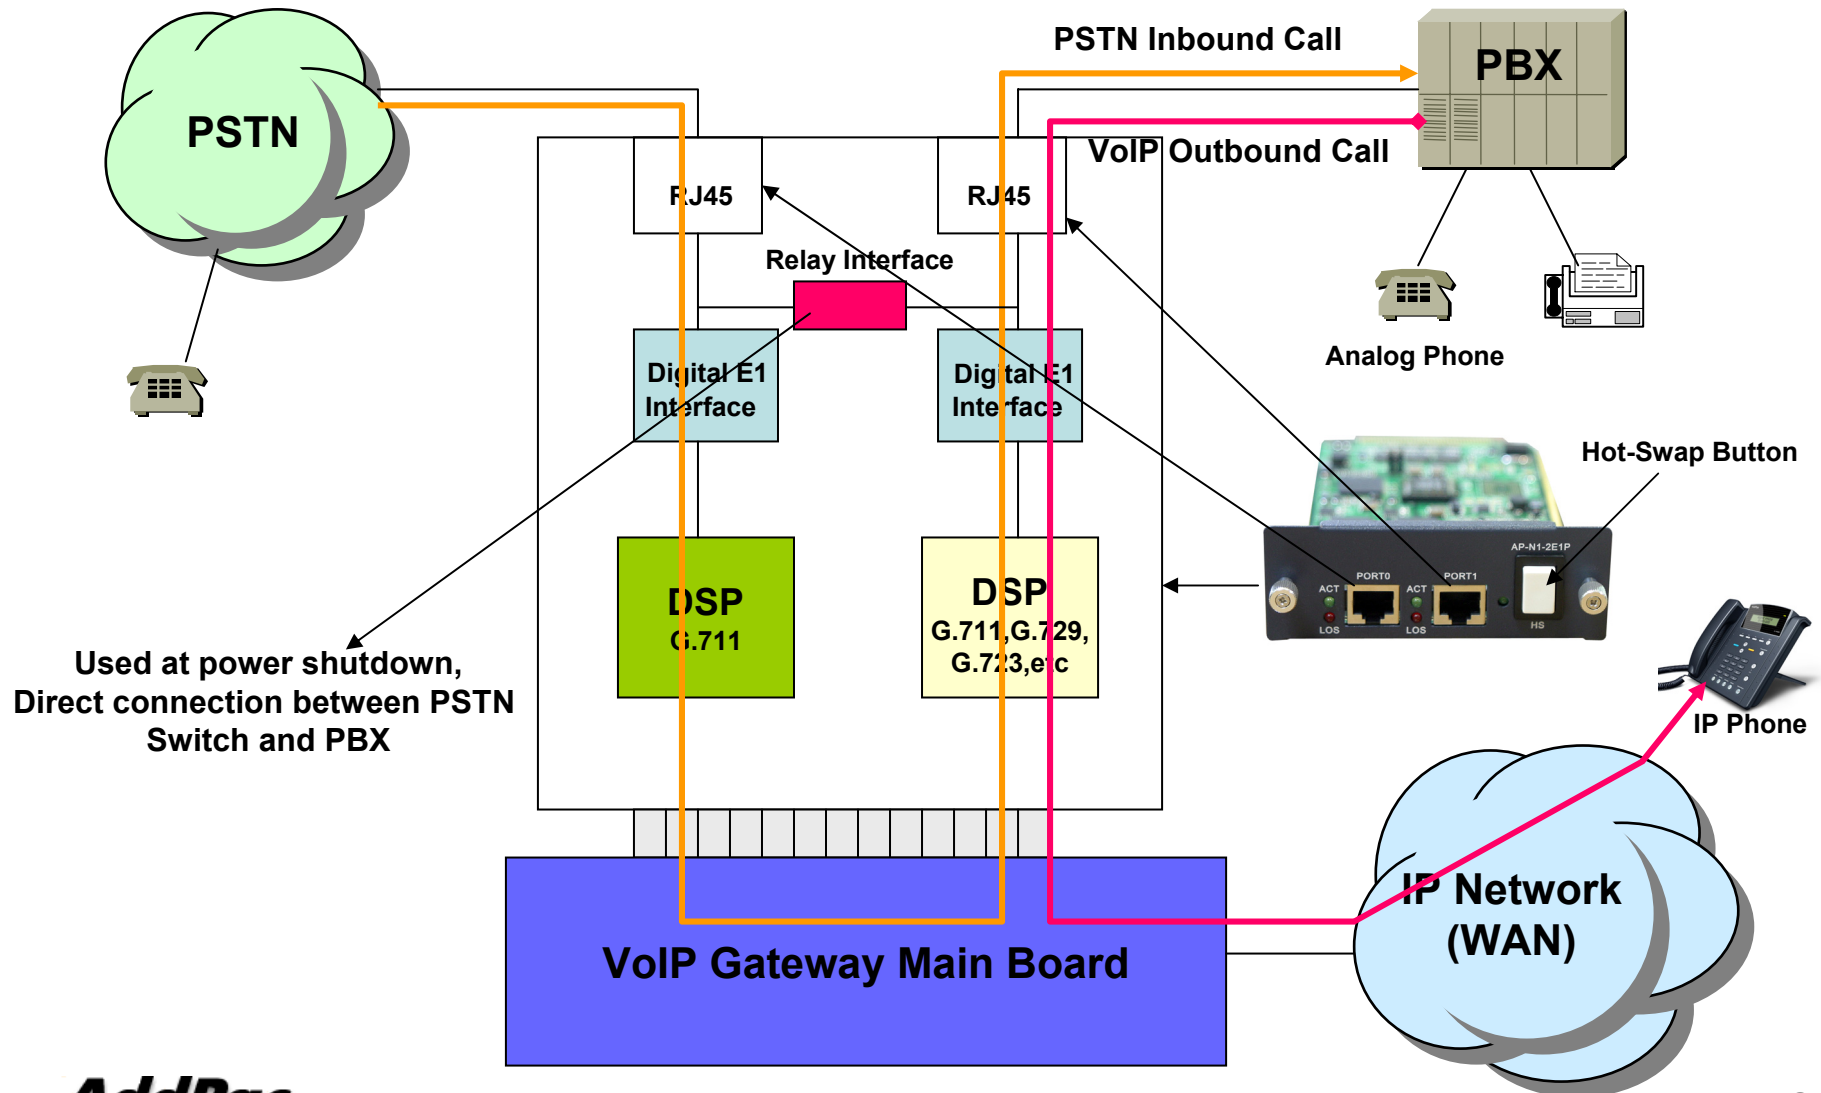 PSTN Inbound Call
PBX
PSTN
VoIP Outbound Call
RJ45
RJ45
Relay Interface
Analog Phone
Digital E1
Interface
Digital E1
Interface
Hot-Swap Button
AP-N1-2E1P
PORT0
PORT1
ACT
ACT
LOS
LOS
HS
DSP
G.711
DSP
G.711,G.729,
G.723,etc
Used at power shutdown,
Direct connection between PSTN
Switch and PBX
IP Phone
IP Network
(WAN)
VoIP Gateway Main Board
AddPac